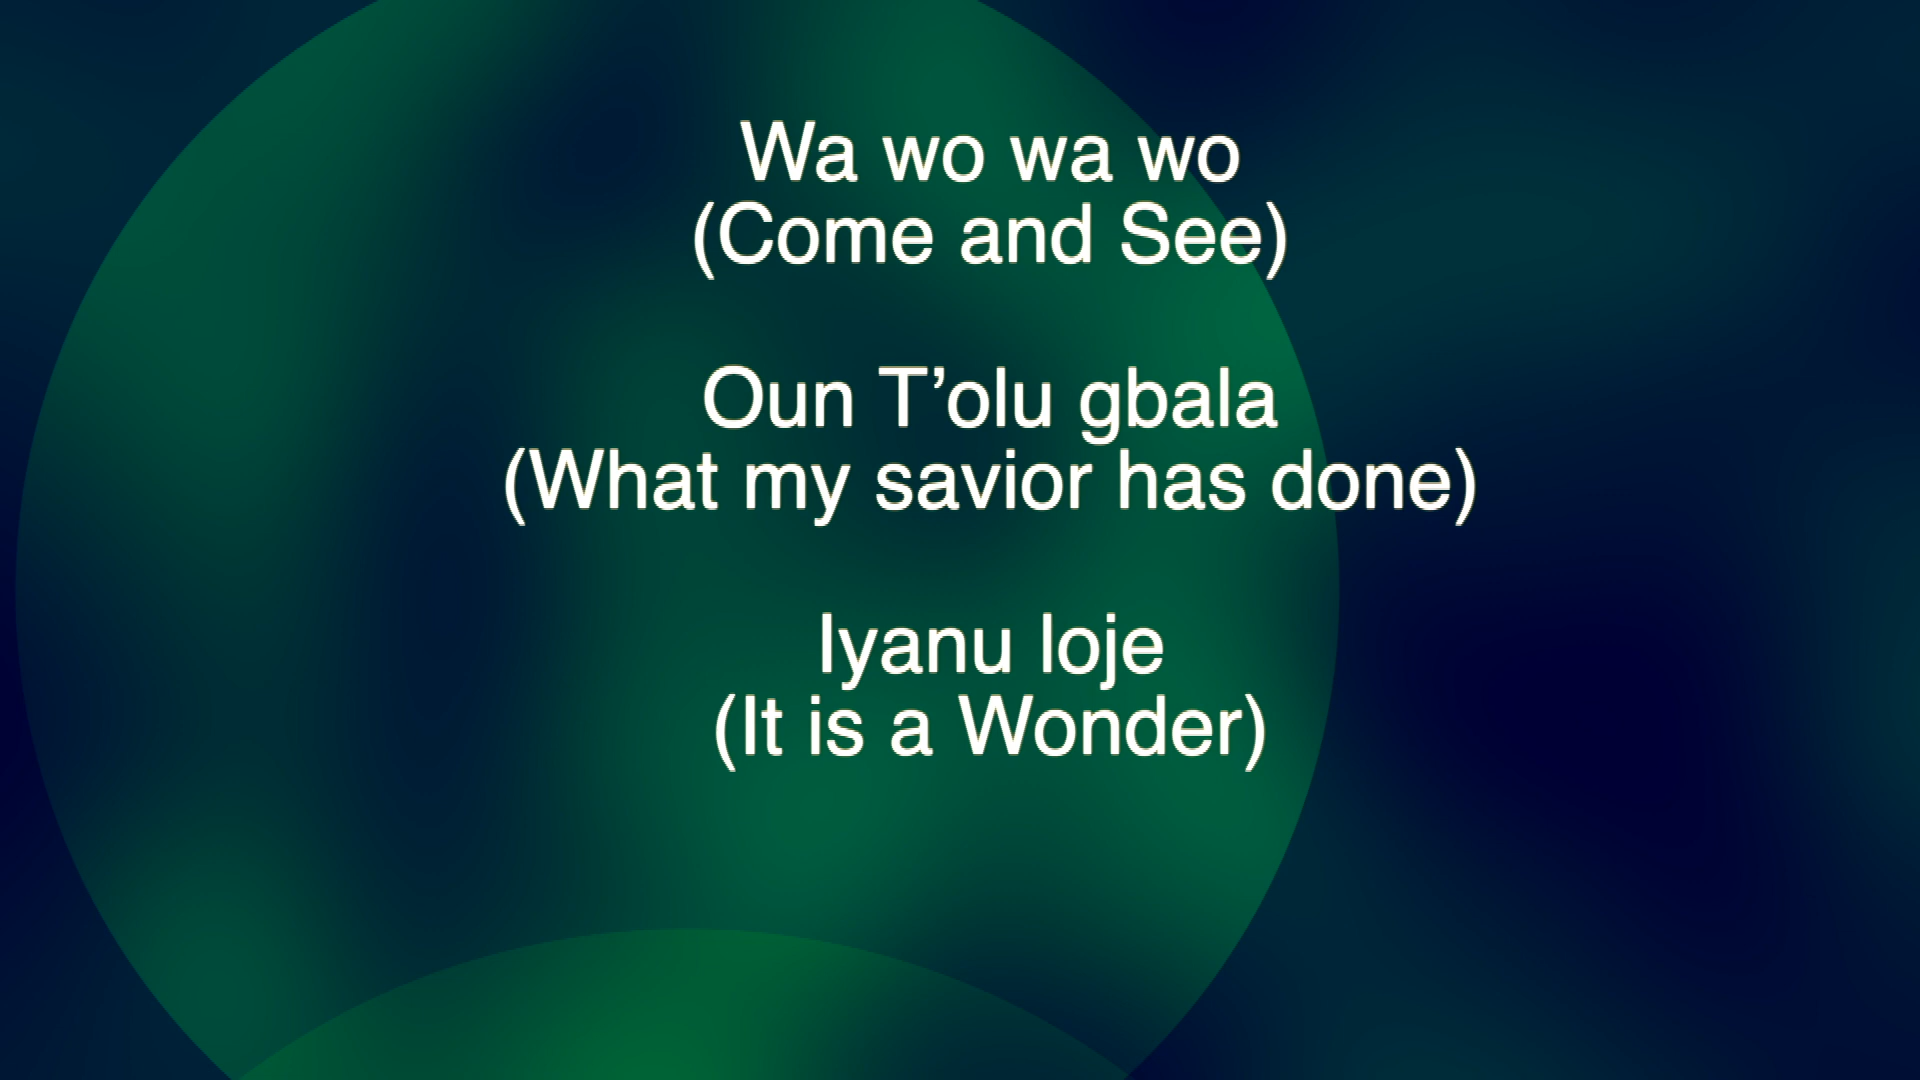 Wa wo wa wo
(Come and See)
Oun T’olu gbala
(What my savior has done)
Iyanu loje
(It is a Wonder)